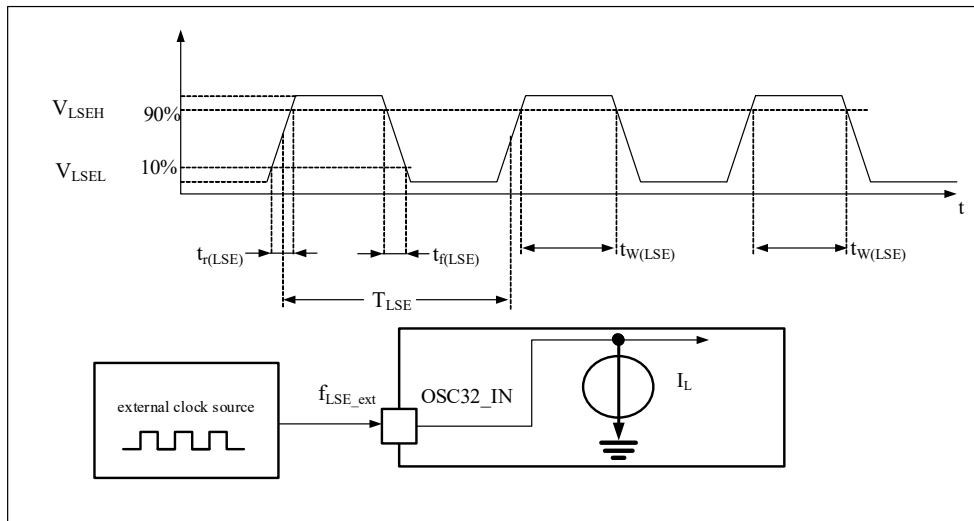 V_LSEH
90%
10%
V_LSEL
t
t_r(LSE)
t_f(LSE)
t_W(LSE)
t_W(LSE)
T_LSE
external clock source
f_LSE_ext
OSC32_IN
I_L